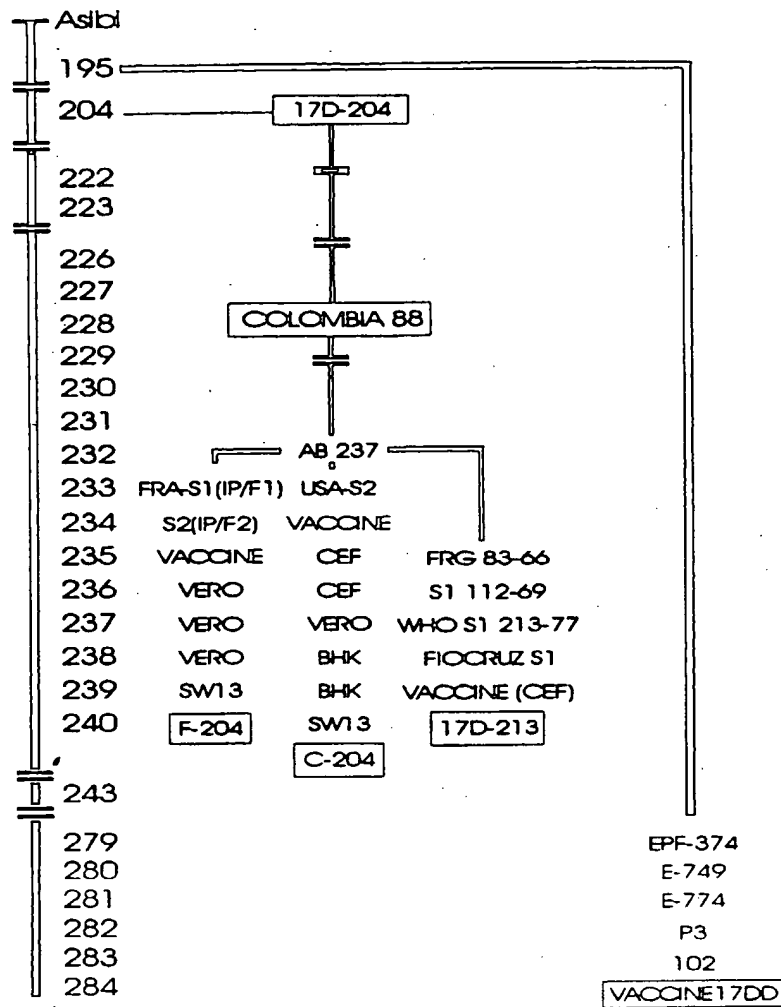 Asibi
195
204 17D-204
222
223
226
227
228 COLOMBIA 88
229
230
231
232 AB 237
233 FRA-S1(IP/F1) USA-S2
234 S2(IP/F2) VACCINE
235 VACCINE CEF FRG 83-66
236 VERO CEF S1 112-69
237 VERO VERO WHO S1 213-77
238 VERO BHK FIOCRUZ S1
239 SW13 BHK VACCINE (CEF)
240 F-204 SW13 17D-213
C-204
243
279 EPF-374
280 E-749
281 E-774
282 P3
283 102
284 VACCINE17DD